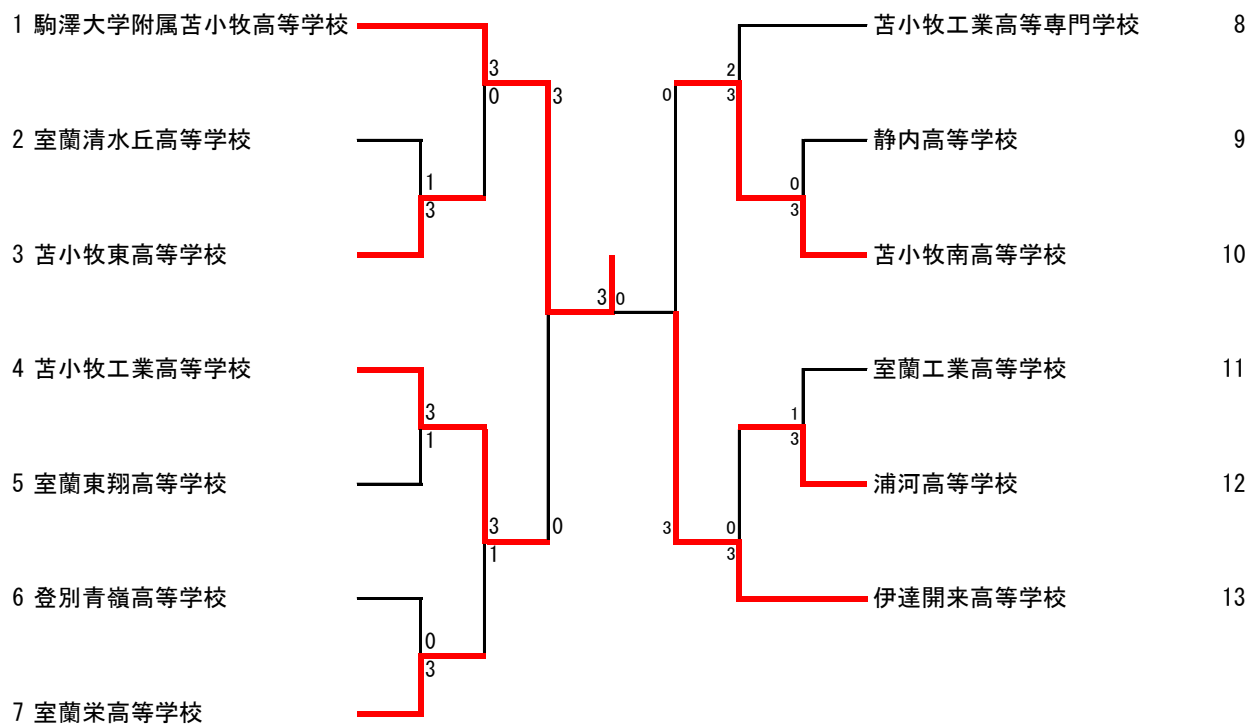 1 駒澤大学附属苫小牧高等学校
2 室蘭清水丘高等学校
3 苫小牧東高等学校
4 苫小牧工業高等学校
5 室蘭東翔高等学校
6 登別青嶺高等学校
7 室蘭栄高等学校
3
0
1
3
3
1
3
1
0
3
3
0
3 0
0
3
2
3
0
3
1
3
0
3
苫小牧工業高等専門学校 8
静内高等学校 9
苫小牧南高等学校 10
室蘭工業高等学校 11
浦河高等学校 12
伊達開来高等学校 13